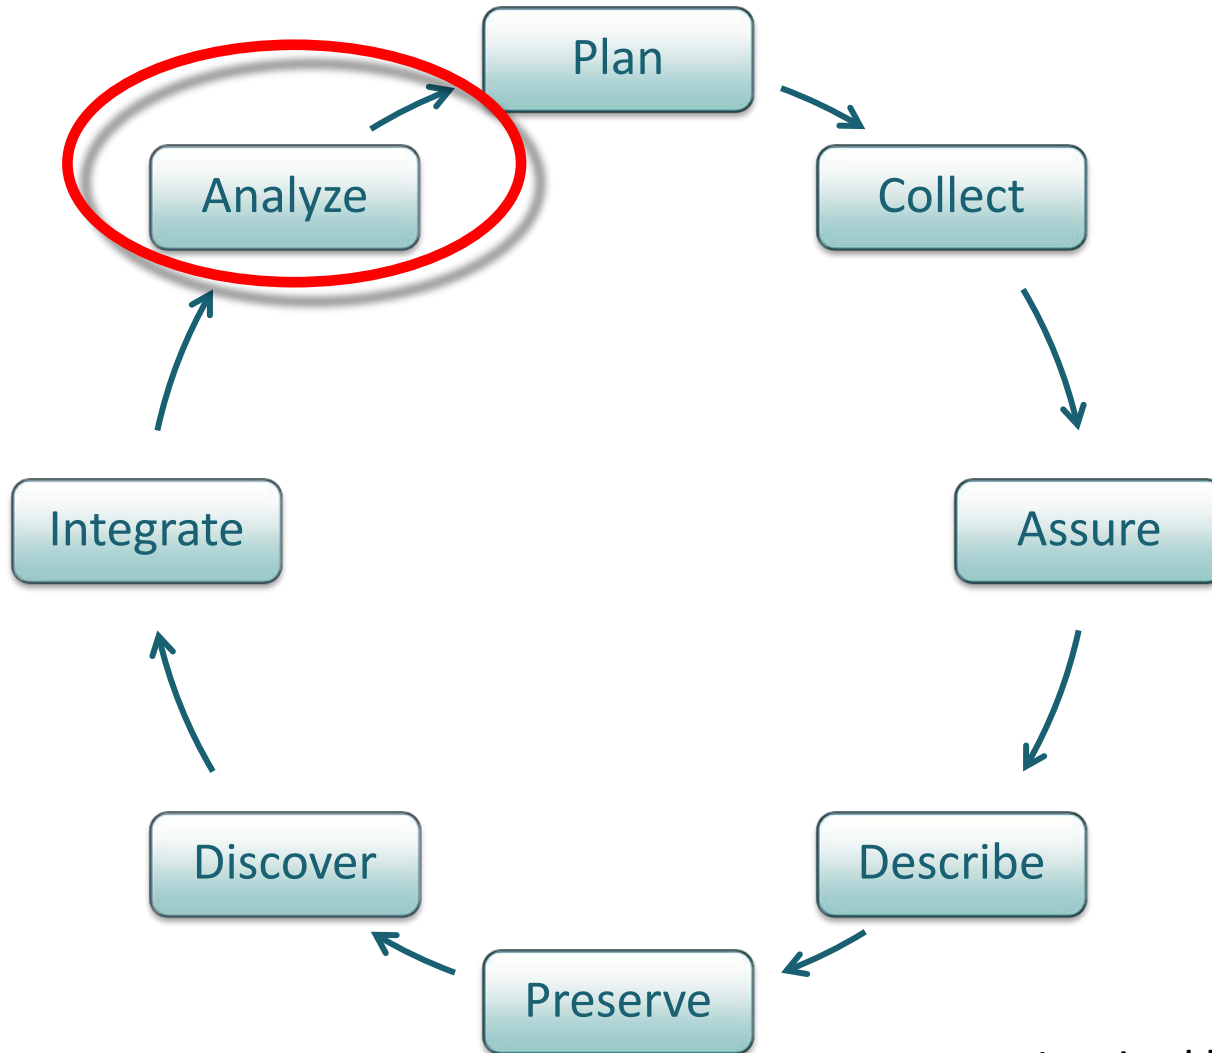 Plan
Collect
Assure
Describe
Preserve
Discover
Integrate
Analyze